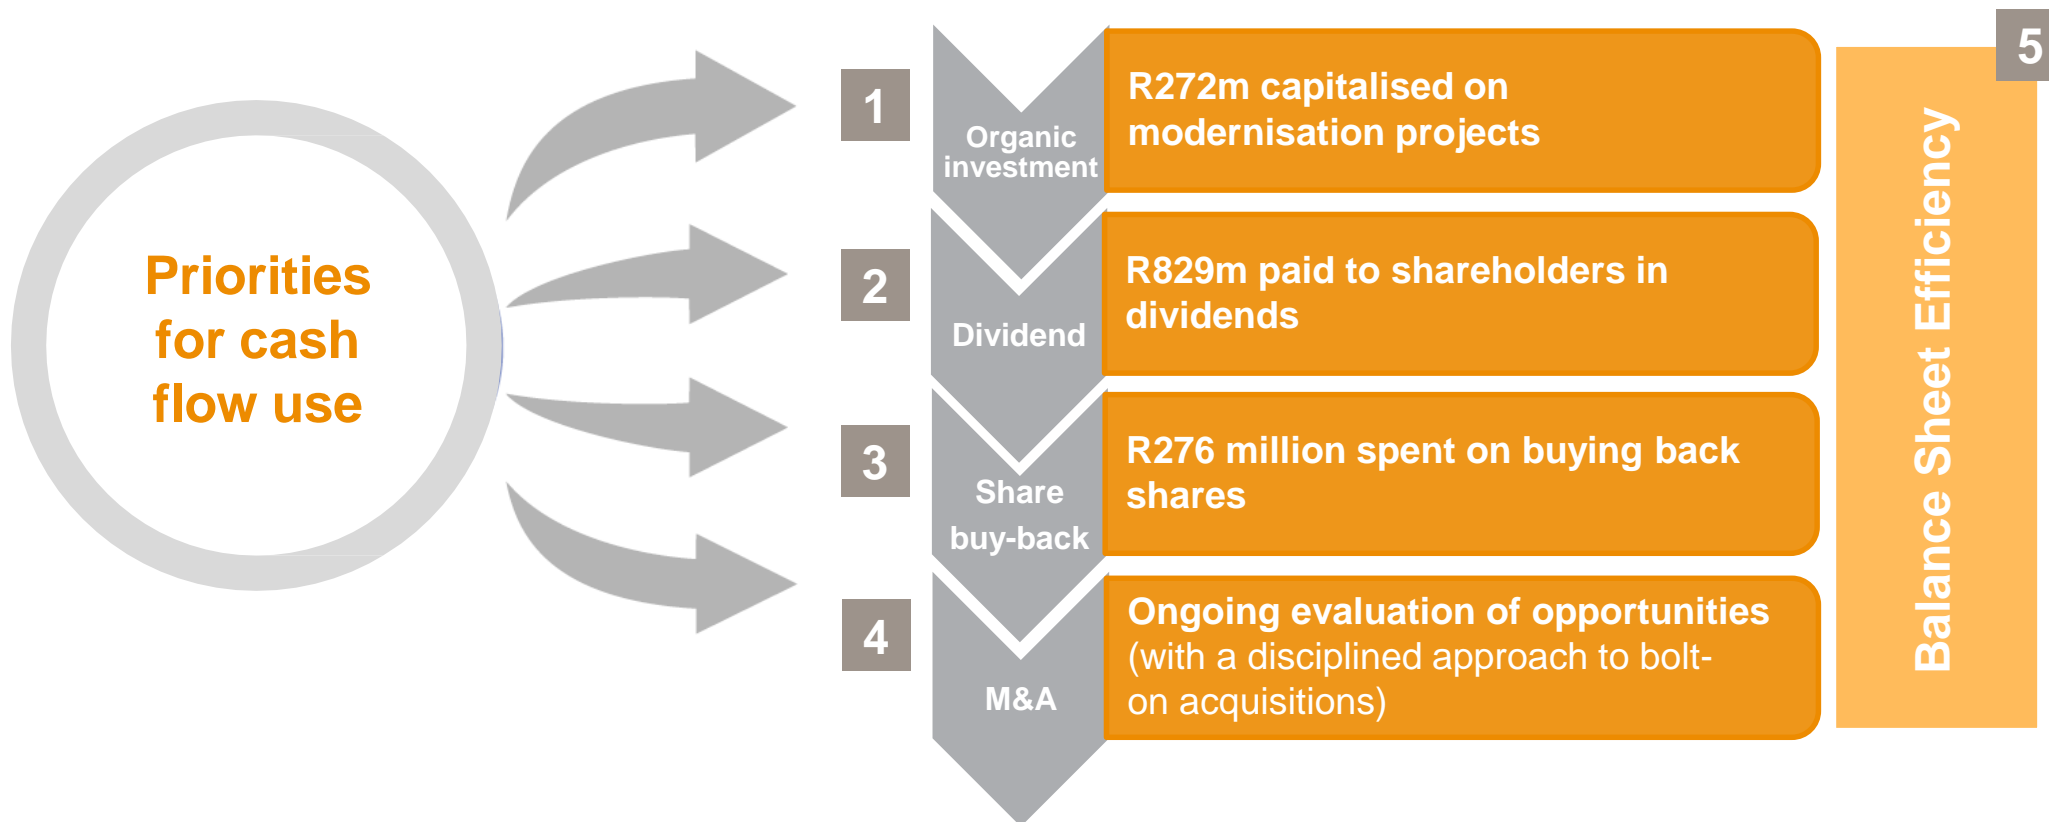 Priorities
for cash
flow use
1
Organic
investment
R272m capitalised on
modernisation projects
2
Dividend
R829m paid to shareholders in
dividends
3
Share
buy-back
R276 million spent on buying back
shares
4
M&A
Ongoing evaluation of opportunities
(with a disciplined approach to bolt-
on acquisitions)
5
Balance Sheet Efficiency